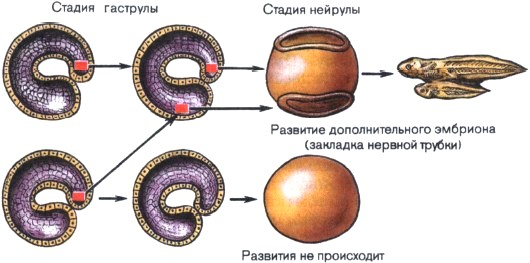 Стадия гаструлы
Стадия нейрулы
Развитие дополнительного эмбриона
(закладка нервной трубки)
Развития не происходит